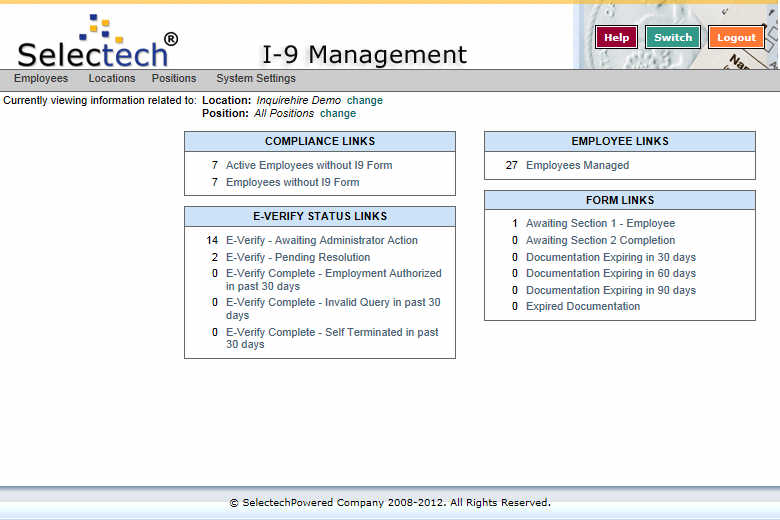 Selectech®
I-9 Management
Help Switch Logout
Employees Locations Positions System Settings
Currently viewing information related to: Location: Inquirehire Demo change
Position: All Positions change
COMPLIANCE LINKS
7 Active Employees without I9 Form
7 Employees without I9 Form
E-VERIFY STATUS LINKS
14 E-Verify - Awaiting Administrator Action
2 E-Verify - Pending Resolution
0 E-Verify Complete - Employment Authorized
in past 30 days
0 E-Verify Complete - Invalid Query in past 30
days
0 E-Verify Complete - Self Terminated in past
30 days
EMPLOYEE LINKS
27 Employees Managed
FORM LINKS
1 Awaiting Section 1 - Employee
0 Awaiting Section 2 Completion
0 Documentation Expiring in 30 days
0 Documentation Expiring in 60 days
0 Documentation Expiring in 90 days
0 Expired Documentation
© SelectechPowered Company 2008-2012. All Rights Reserved.